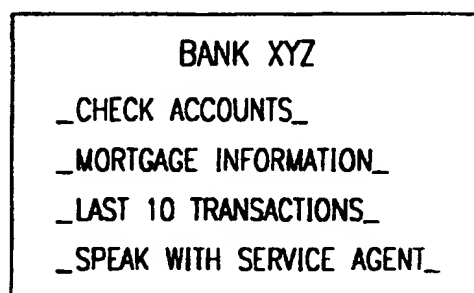 BANK XYZ
_CHECK ACCOUNTS_
_MORTGAGE INFORMATION_
_LAST 10 TRANSACTIONS_
_SPEAK WITH SERVICE AGENT_